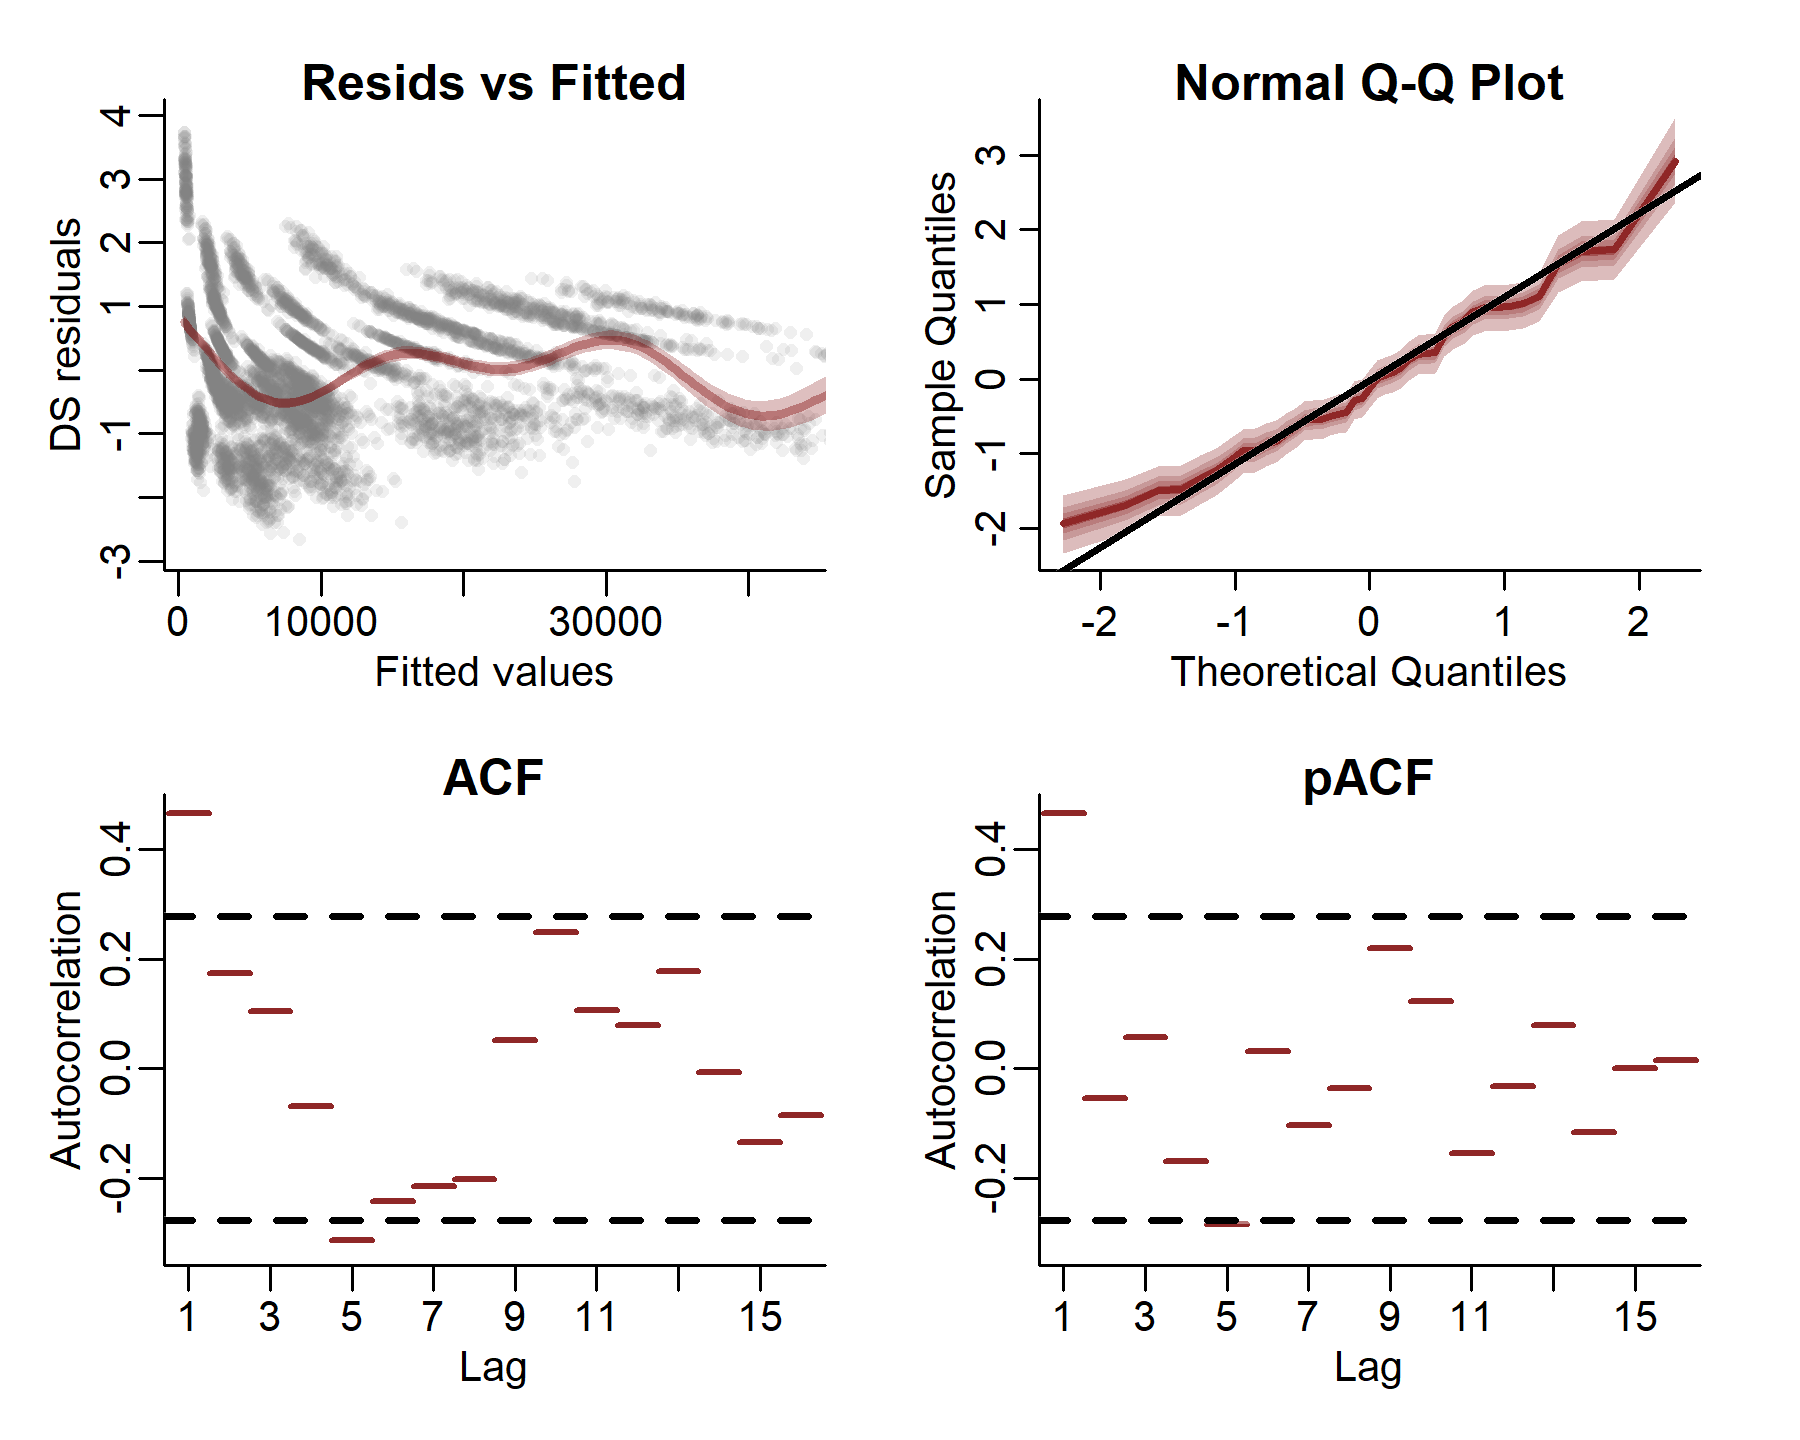 Resids vs Fitted
DS residuals
4
3
2
1
-1
-3
0 10000 30000
Fitted values
Normal Q-Q Plot
Sample Quantiles
3
2
1
0
-1
-2
-2 -1 0 1 2
Theoretical Quantiles
ACF
Autocorrelation
0.4
0.2
0.0
-0.2
1 3 5 7 9 11 15
Lag
pACF
Autocorrelation
0.4
0.2
0.0
-0.2
1 3 5 7 9 11 15
Lag